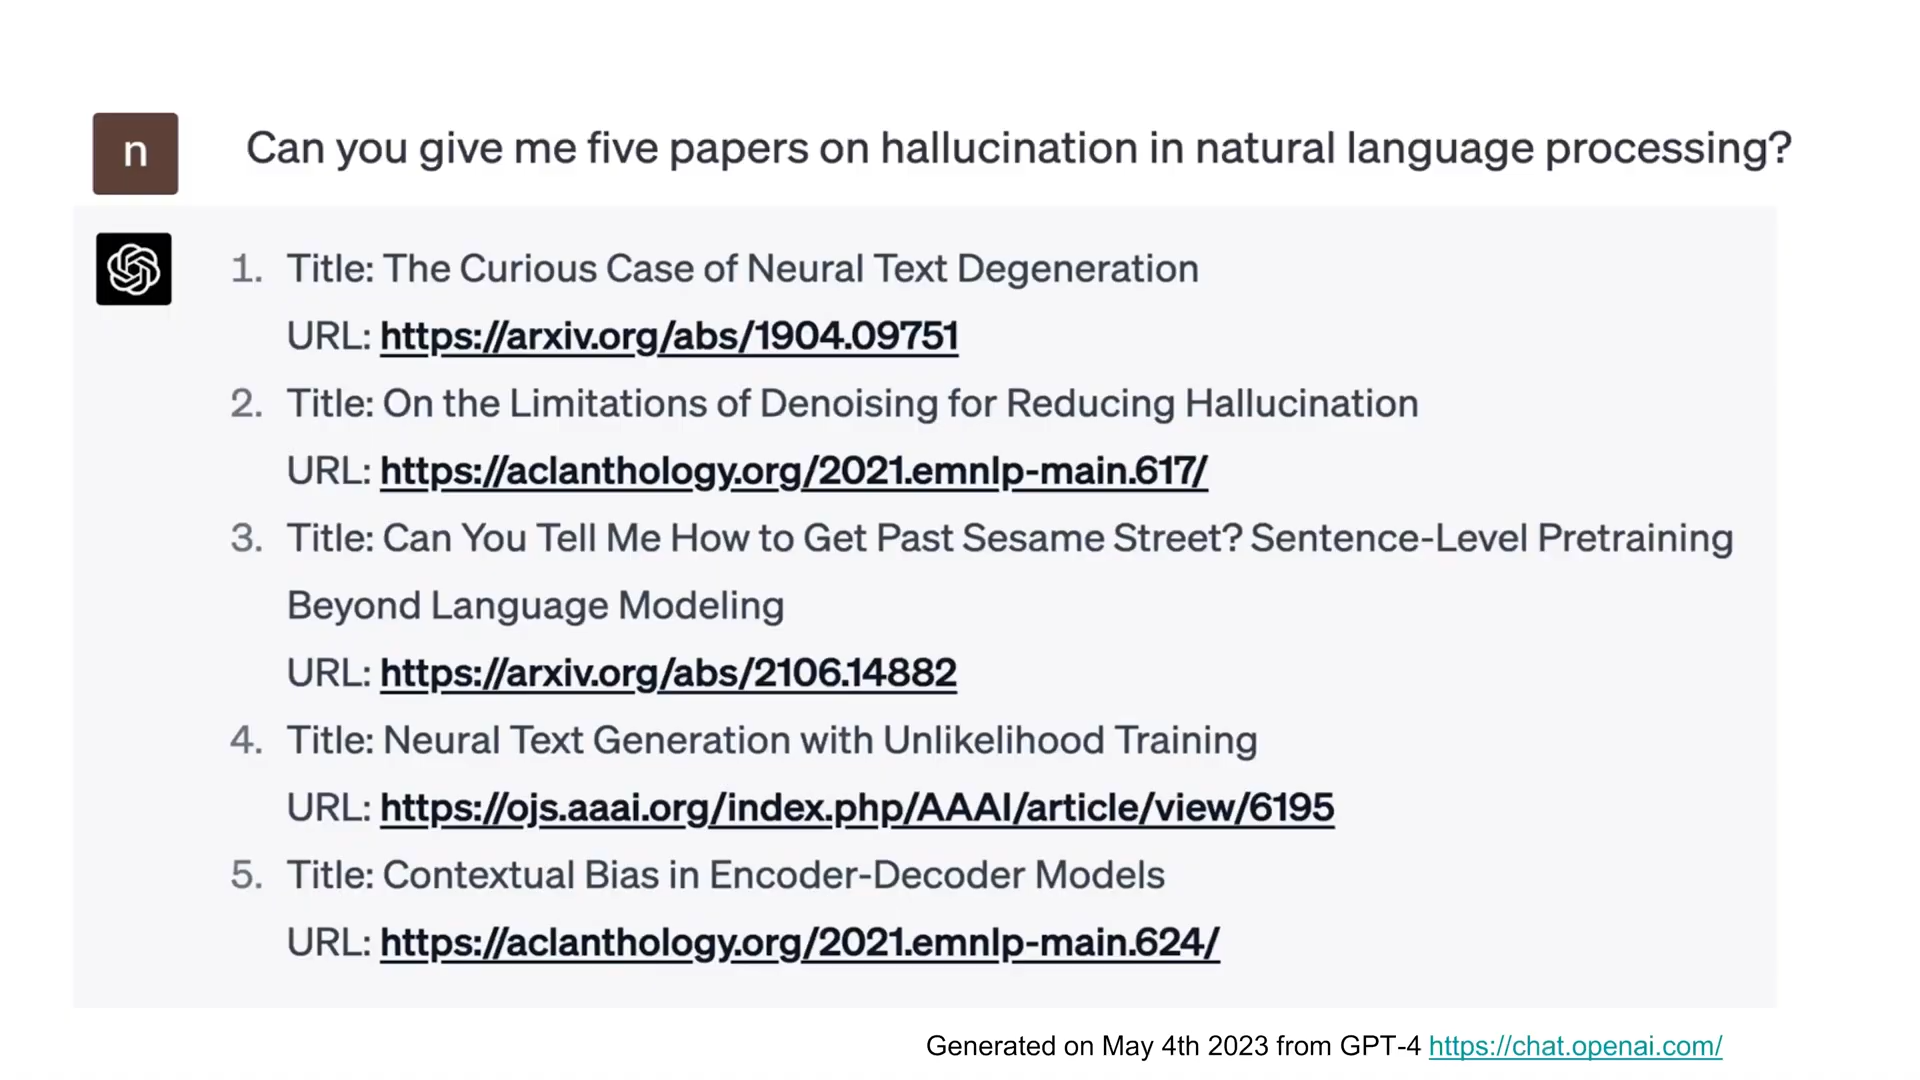 n
Can you give me five papers on hallucination in natural language processing?
1. Title: The Curious Case of Neural Text Degeneration
URL: https://arxiv.org/abs/1904.09751
2. Title: On the Limitations of Denoising for Reducing Hallucination
URL: https://aclanthology.org/2021.emnlp-main.617/
3. Title: Can You Tell Me How to Get Past Sesame Street? Sentence-Level Pretraining
Beyond Language Modeling
URL: https://arxiv.org/abs/2106.14882
4. Title: Neural Text Generation with Unlikelihood Training
URL: https://ojs.aaai.org/index.php/AAAI/article/view/6195
5. Title: Contextual Bias in Encoder-Decoder Models
URL: https://aclanthology.org/2021.emnlp-main.624/
Generated on May 4th 2023 from GPT-4 https://chat.openai.com/